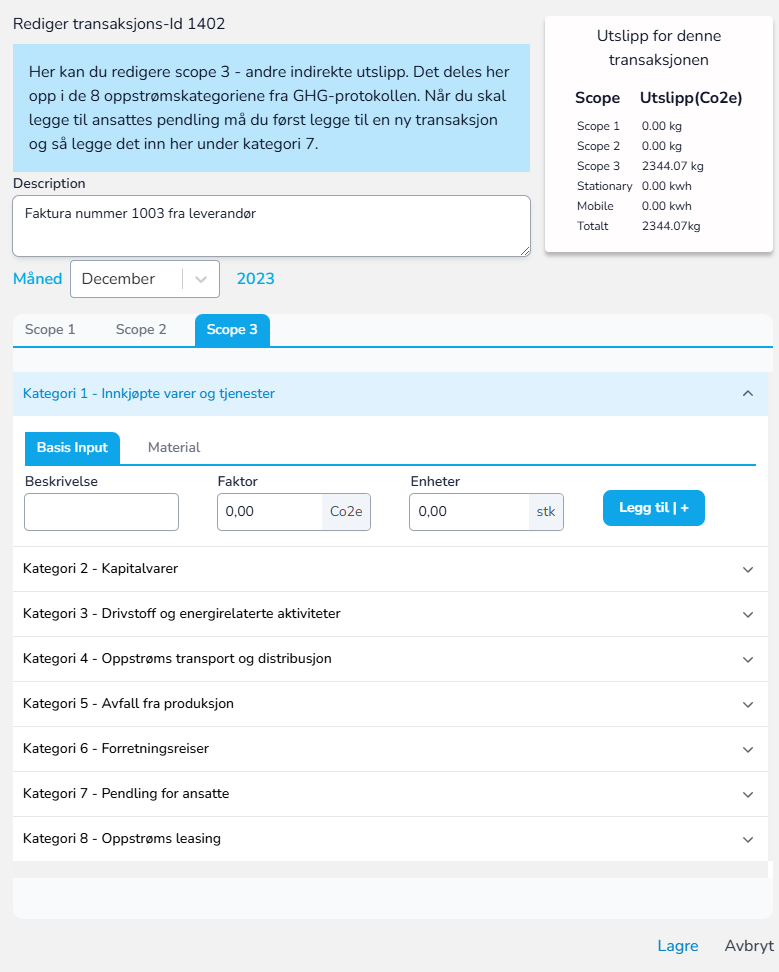 Rediger transaksjons-Id 1402
Her kan du redigere scope 3 - andre indirekte utslipp. Det deles her
opp i de 8 oppstrømskategoriene fra GHG-protokollen. Når du skal
legge til ansattes pendling må du først legge til en ny transaksjon
og så legge det inn her under kategori 7.
Description
Faktura nummer 1003 fra leverandør
Måned December 2023
Utslipp for denne
transaksjonen
Scope Utslipp(Co2e)
Scope 1 0.00 kg
Scope 2 0.00 kg
Scope 3 2344.07 kg
Stationary 0.00 kwh
Mobile 0.00 kwh
Totalt 2344.07kg
Scope 1 Scope 2 Scope 3
Kategori 1 - Innkjøpte varer og tjenester
Basis Input Material
Beskrivelse Faktor Enheter
0,00 Co2e 0,00 stk Legg til | +
Kategori 2 - Kapitalvarer
Kategori 3 - Drivstoff og energirelaterte aktiviteter
Kategori 4 - Oppstrøms transport og distribusjon
Kategori 5 - Avfall fra produksjon
Kategori 6 - Forretningsreiser
Kategori 7 - Pendling for ansatte
Kategori 8 - Oppstrøms leasing
Lagre Avbryt